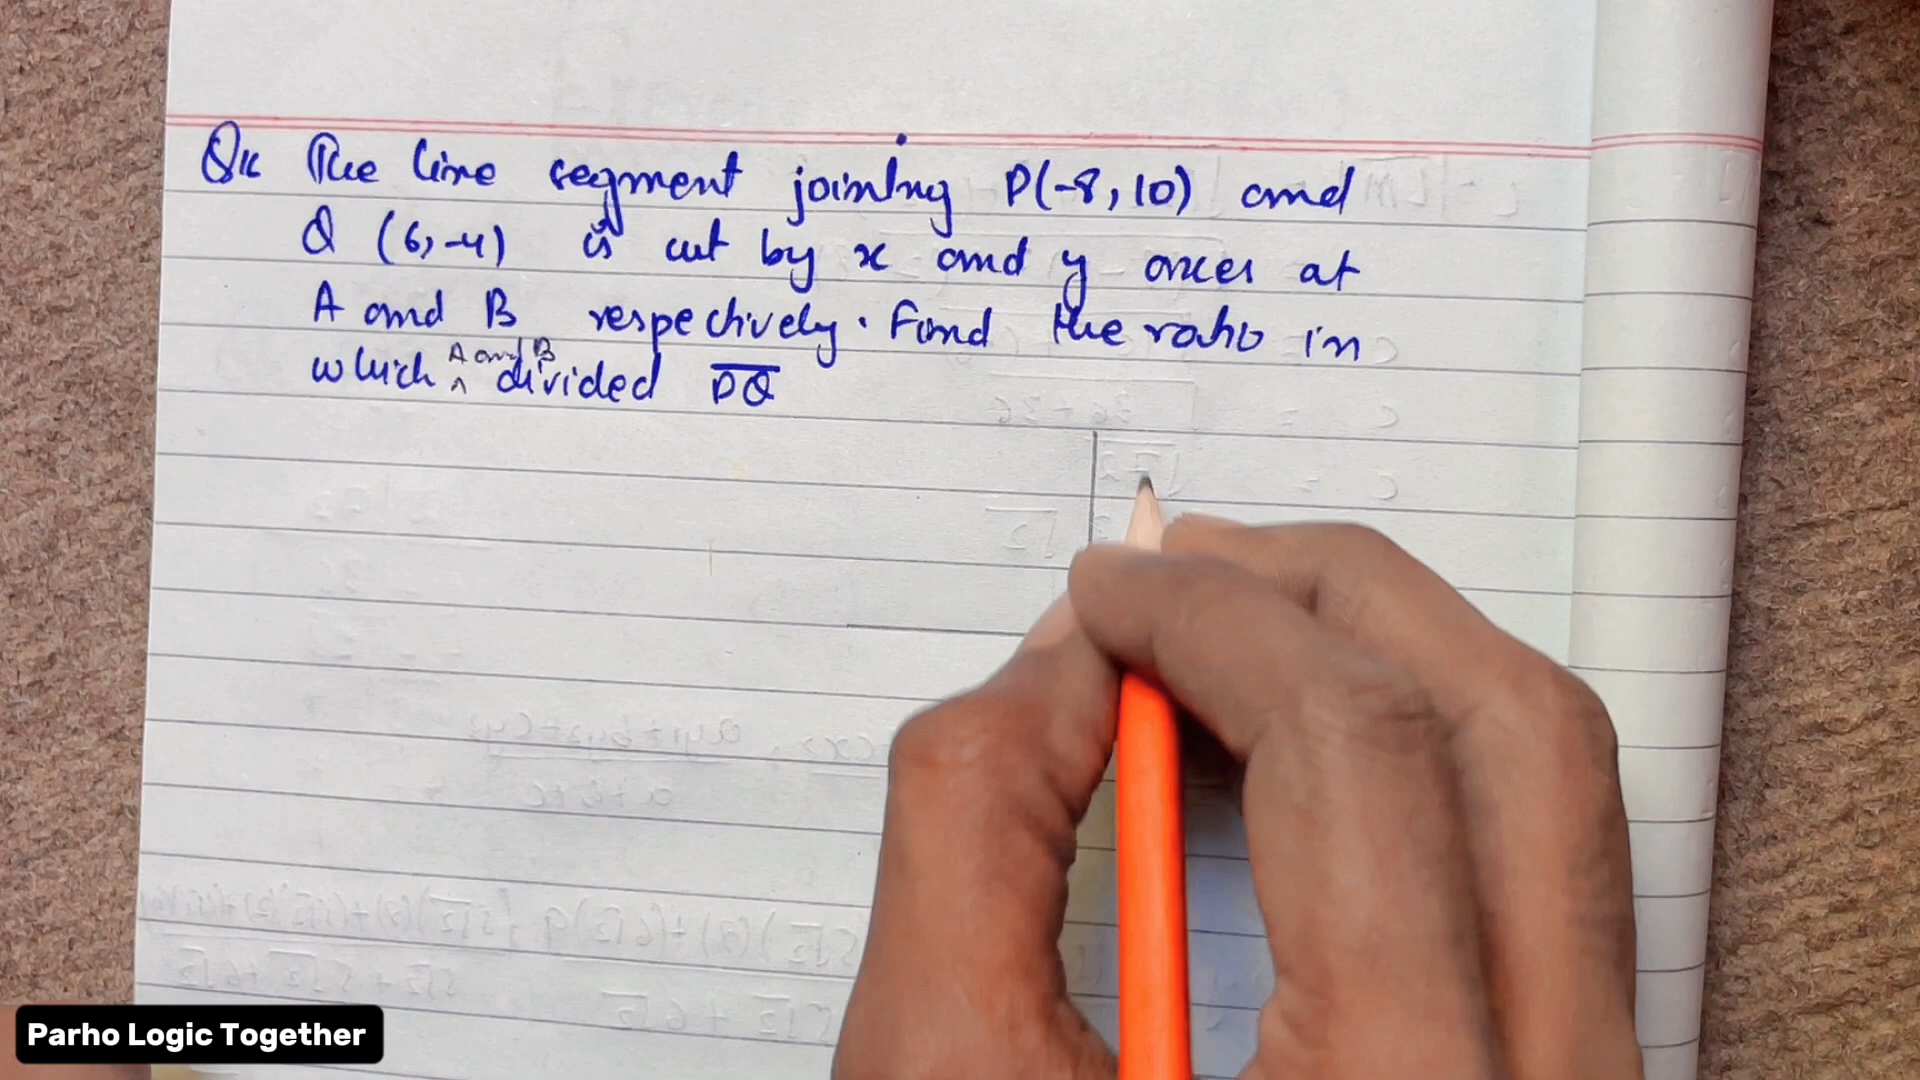 Q1: The line segment joining P(-8, 10) and
Q (6, -4) is cut by x and y axes at
A and B respectively. Find the ratio in
which A and B divided PQ
Parho Logic Together